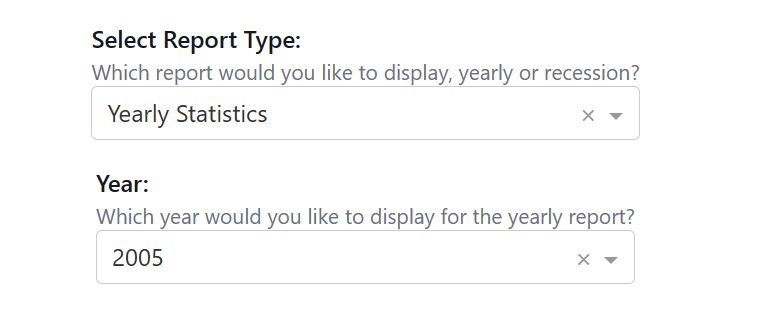 Select Report Type:
Which report would you like to display, yearly or recession?
Yearly Statistics
Year:
Which year would you like to display for the yearly report?
2005